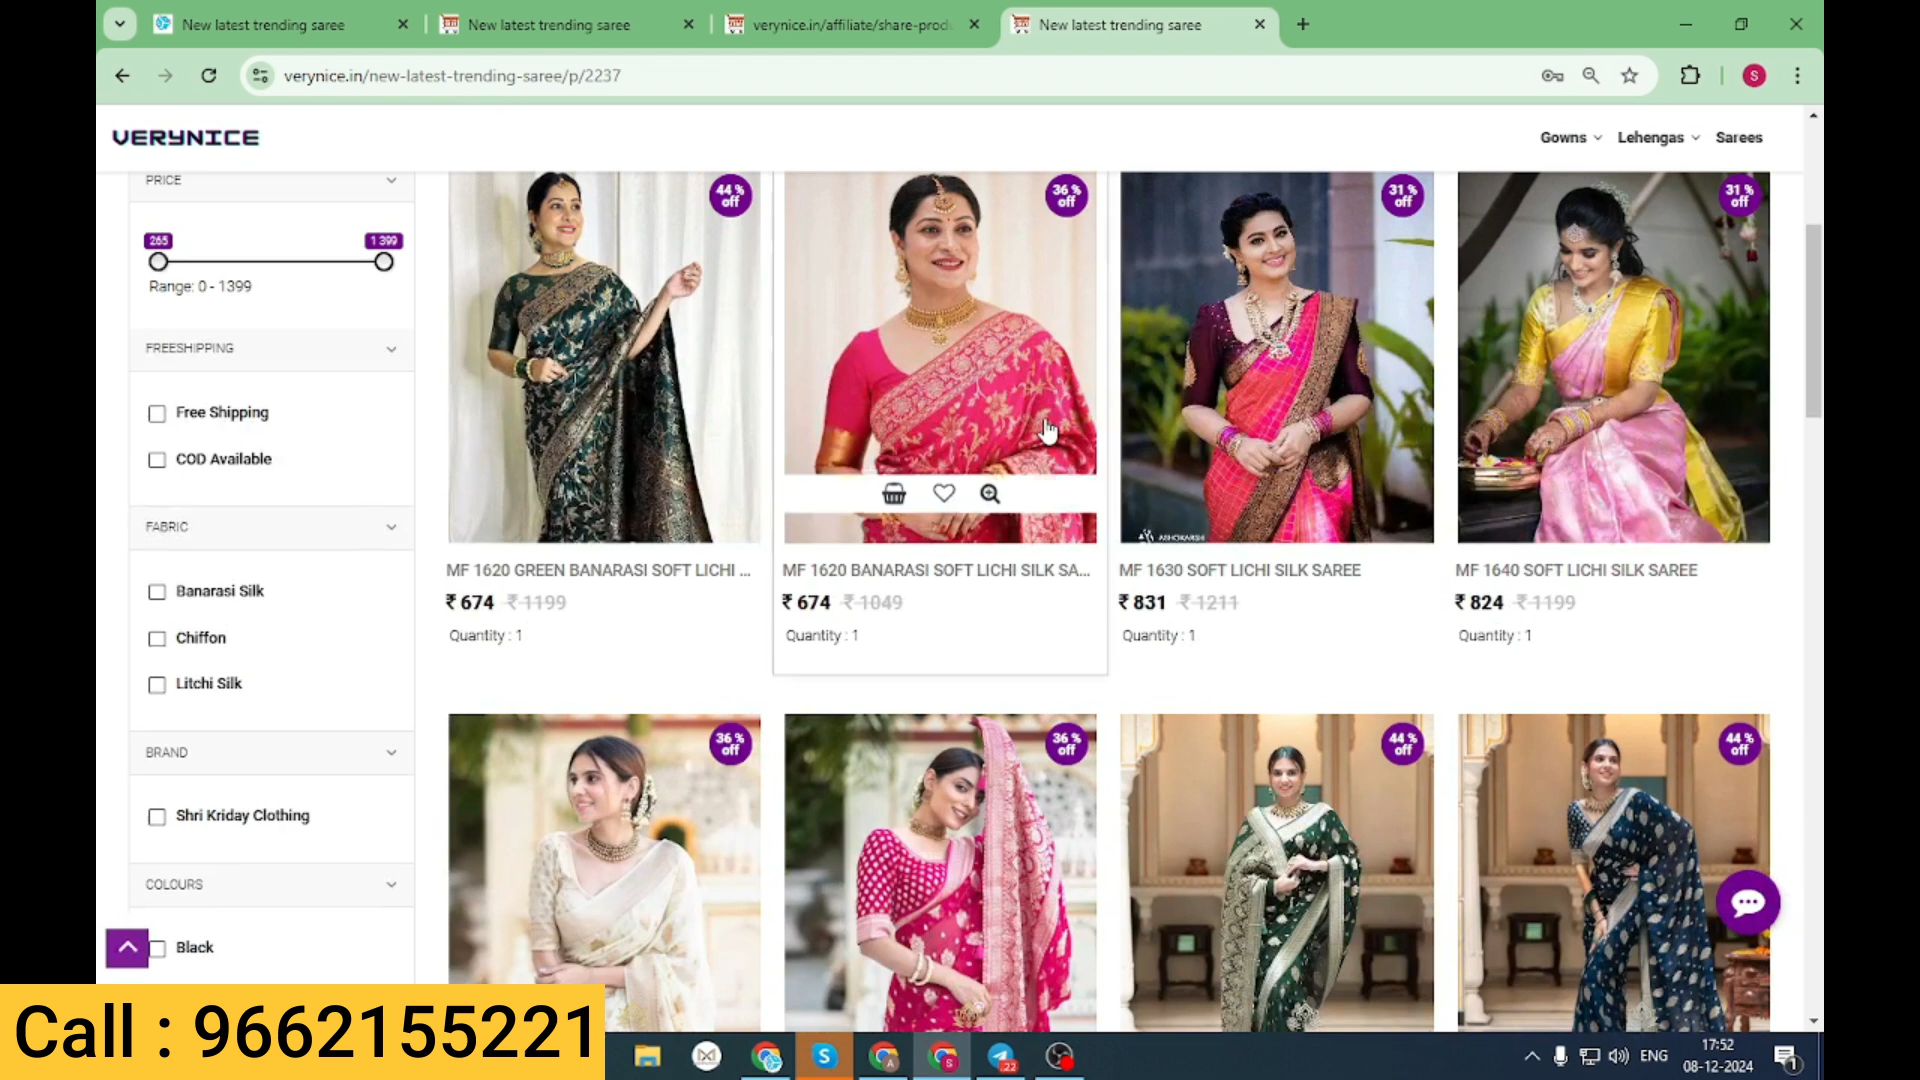 New latest trending saree
New latest trending saree
verynice.in/affiliate/share-prod
New latest trending saree
verynice.in/new-latest-trending-saree/p/2237
S
VERYNICE
Gowns
Lehengas
Sarees
PRICE
265
1 399
Range: 0 - 1399
FREESHIPPING
Free Shipping
COD Available
FABRIC
Banarasi Silk
Chiffon
Litchi Silk
BRAND
Shri Kriday Clothing
COLOURS
Black
44 %
off
36 %
off
31 %
off
31 %
off
MF 1620 GREEN BANARASI SOFT LICHI ...
₹ 674 ₹ 1199
Quantity : 1
MF 1620 BANARASI SOFT LICHI SILK SA...
₹ 674 ₹ 1049
Quantity : 1
MF 1630 SOFT LICHI SILK SAREE
₹ 831 ₹ 1211
Quantity : 1
MF 1640 SOFT LICHI SILK SAREE
₹ 824 ₹ 1199
Quantity : 1
36 %
off
36 %
off
44 %
off
44 %
off
Call : 9662155221
S
A
S
22
ENG
17:52
08-12-2024
1